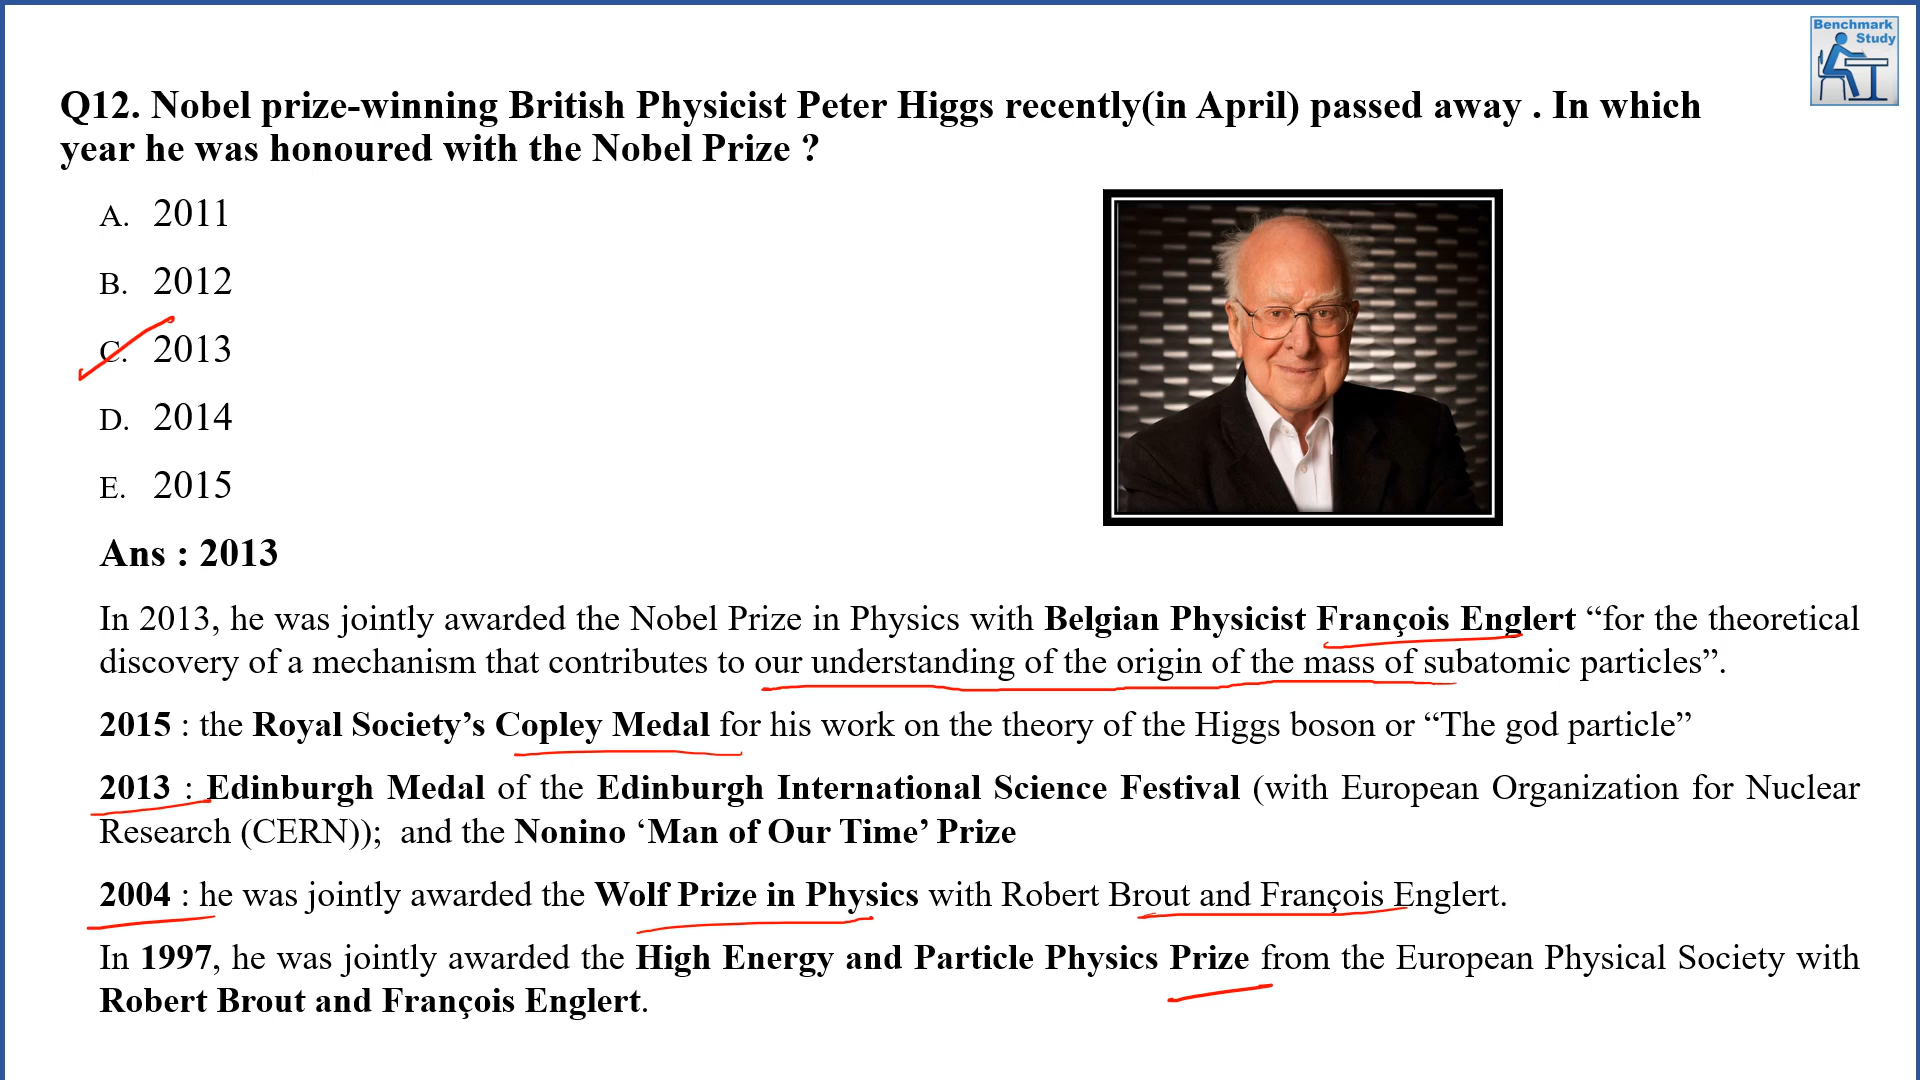 Benchmark
Study
Q12. Nobel prize-winning British Physicist Peter Higgs recently(in April) passed away . In which
year he was honoured with the Nobel Prize ?
A. 2011
B. 2012
C. 2013
D. 2014
E. 2015
Ans : 2013
In 2013, he was jointly awarded the Nobel Prize in Physics with Belgian Physicist François Englert “for the theoretical
discovery of a mechanism that contributes to our understanding of the origin of the mass of subatomic particles”.
2015 : the Royal Society’s Copley Medal for his work on the theory of the Higgs boson or “The god particle”
2013 : Edinburgh Medal of the Edinburgh International Science Festival (with European Organization for Nuclear
Research (CERN)); and the Nonino ‘Man of Our Time’ Prize
2004 : he was jointly awarded the Wolf Prize in Physics with Robert Brout and François Englert.
In 1997, he was jointly awarded the High Energy and Particle Physics Prize from the European Physical Society with
Robert Brout and François Englert.